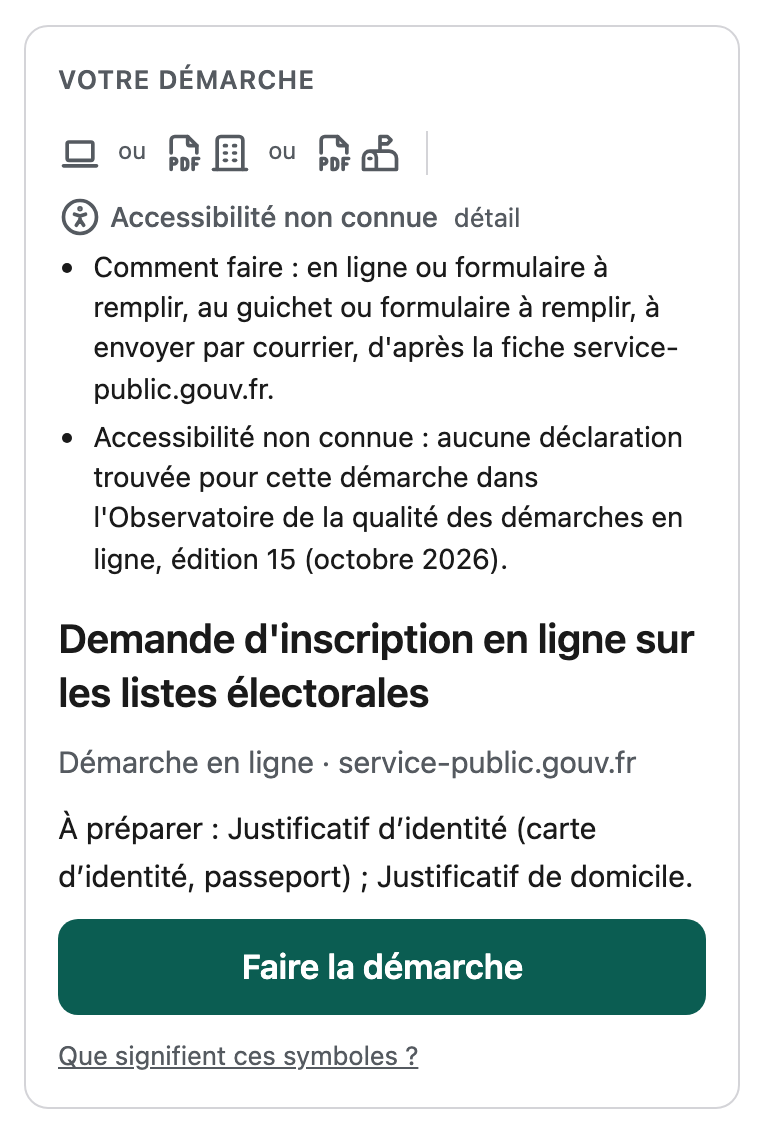 VOTRE DÉMARCHE
ou PDF ou PDF
Accessibilité non connue détail
• Comment faire : en ligne ou formulaire à
remplir, au guichet ou formulaire à remplir, à
envoyer par courrier, d'après la fiche service-
public.gouv.fr.
• Accessibilité non connue : aucune déclaration
trouvée pour cette démarche dans
l'Observatoire de la qualité des démarches en
ligne, édition 15 (octobre 2026).
Demande d'inscription en ligne sur
les listes électorales
Démarche en ligne · service-public.gouv.fr
À préparer : Justificatif d’identité (carte
d’identité, passeport) ; Justificatif de domicile.
Faire la démarche
Que signifient ces symboles ?